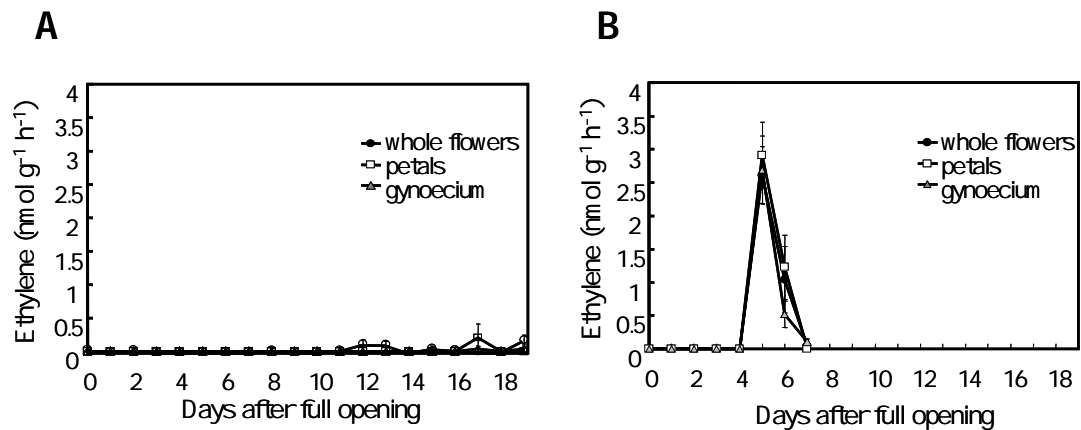 A
B
4
3.5
3
2.5
2
1.5
1
0.5
0
Ethylene (nmol g⁻¹ h⁻¹)
whole flowers
petals
gynoecium
0 2 4 6 8 10 12 14 16 18
Days after full opening
4
3.5
3
2.5
2
1.5
1
0.5
0
Ethylene (nmol g⁻¹ h⁻¹)
whole flowers
petals
gynoecium
0 2 4 6 8 10 12 14 16 18
Days after full opening